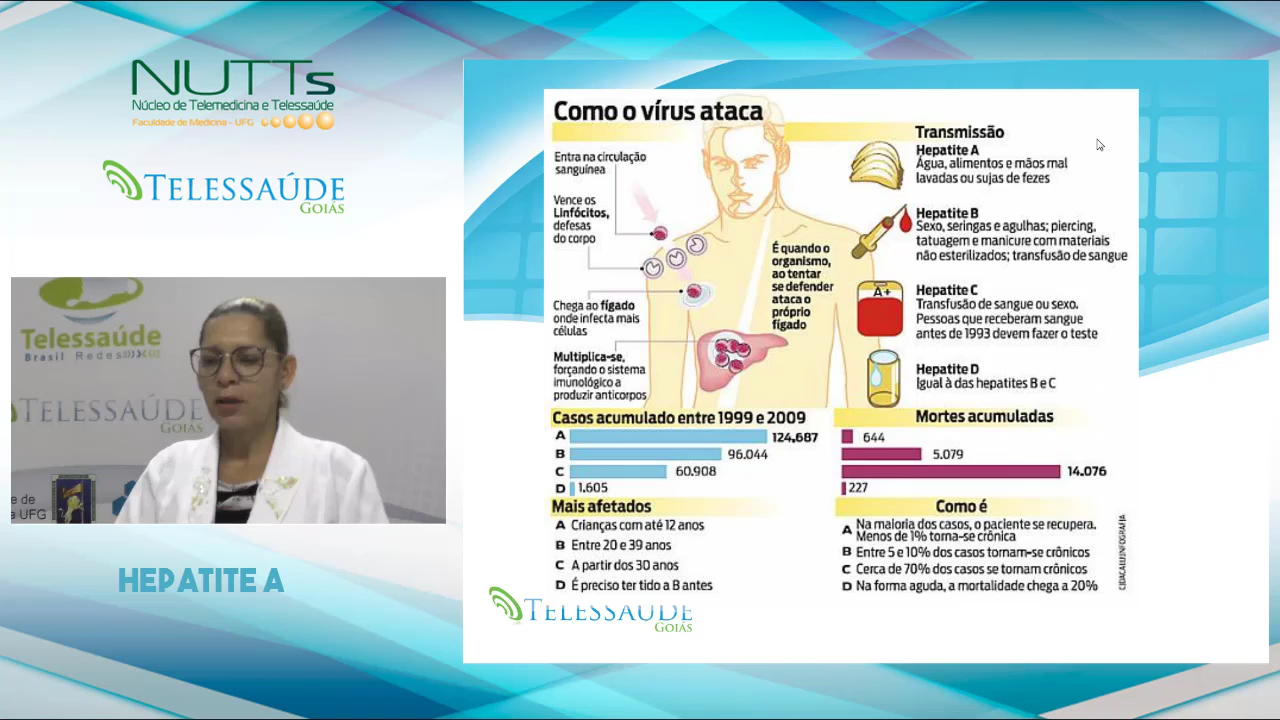 NUTTs
Núcleo de Telemedicina e Telessaúde
Faculdade de Medicina - UFG
TELESSAÚDE
GOIÁS
Telessaúde
Brasil Redes
TELESSAÚDE
GOIÁS
e de
a UFG
HEPATITE A
Como o vírus ataca
Entra na circulação
sanguínea
Vence os
Linfócitos,
defesas
do corpo
Chega ao fígado
onde infecta mais
células
Multiplica-se,
forçando o sistema
imunológico a
produzir anticorpos
É quando o
organismo,
ao tentar
se defender
ataca o
próprio
fígado
Transmissão
Hepatite A
Água, alimentos e mãos mal
lavadas ou sujas de fezes
Hepatite B
Sexo, seringas e agulhas; piercing,
tatuagem e manicure com materiais
não esterilizados; transfusão de sangue
A+
Hepatite C
Transfusão de sangue ou sexo.
Pessoas que receberam sangue
antes de 1993 devem fazer o teste
Hepatite D
Igual à das hepatites B e C
Casos acumulado entre 1999 e 2009
A 124.687
B 96.044
C 60.908
D 1.605
Mortes acumuladas
644
5.079
14.076
227
Mais afetados
A Crianças com até 12 anos
B Entre 20 e 39 anos
C A partir dos 30 anos
D É preciso ter tido a B antes
Como é
A Na maioria dos casos, o paciente se recupera.
Menos de 1% torna-se crônica
B Entre 5 e 10% dos casos tornam-se crônicos
C Cerca de 70% dos casos se tornam crônicos
D Na forma aguda, a mortalidade chega a 20%
TELESSAÚDE
GOIÁS